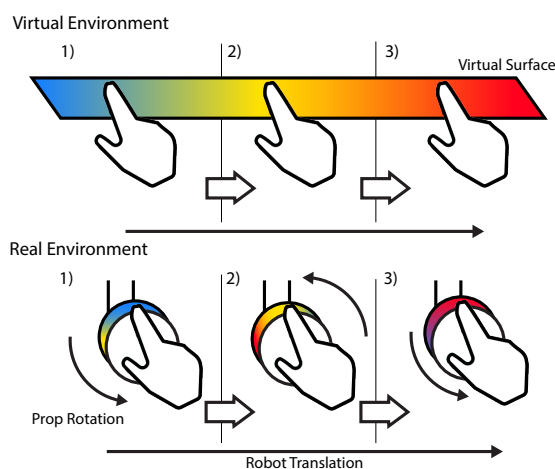 Virtual Environment
1) 2) 3)
Virtual Surface
Real Environment
1) 2) 3)
Prop Rotation
Robot Translation